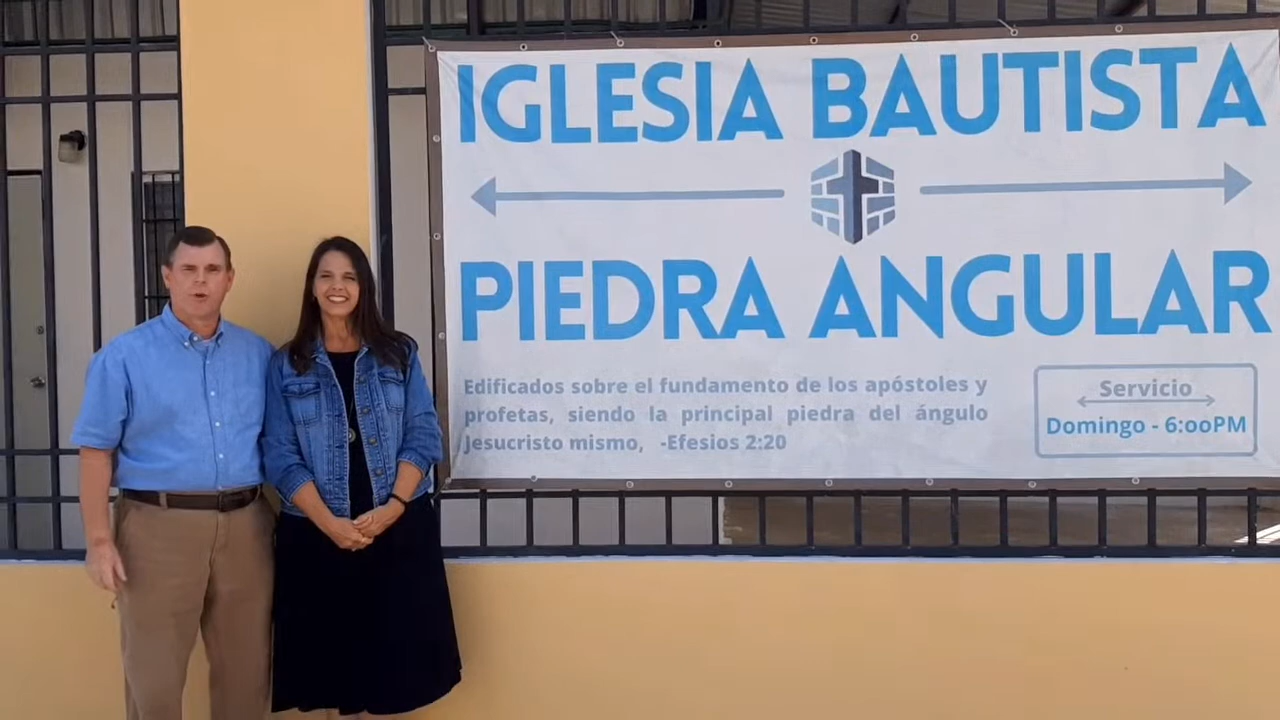 IGLESIA BAUTISTA
PIEDRA ANGULAR
Edificados sobre el fundamento de los apóstoles y
profetas, siendo la principal piedra del ángulo
Jesucristo mismo, -Efesios 2:20
Servicio
Domingo - 6:00PM